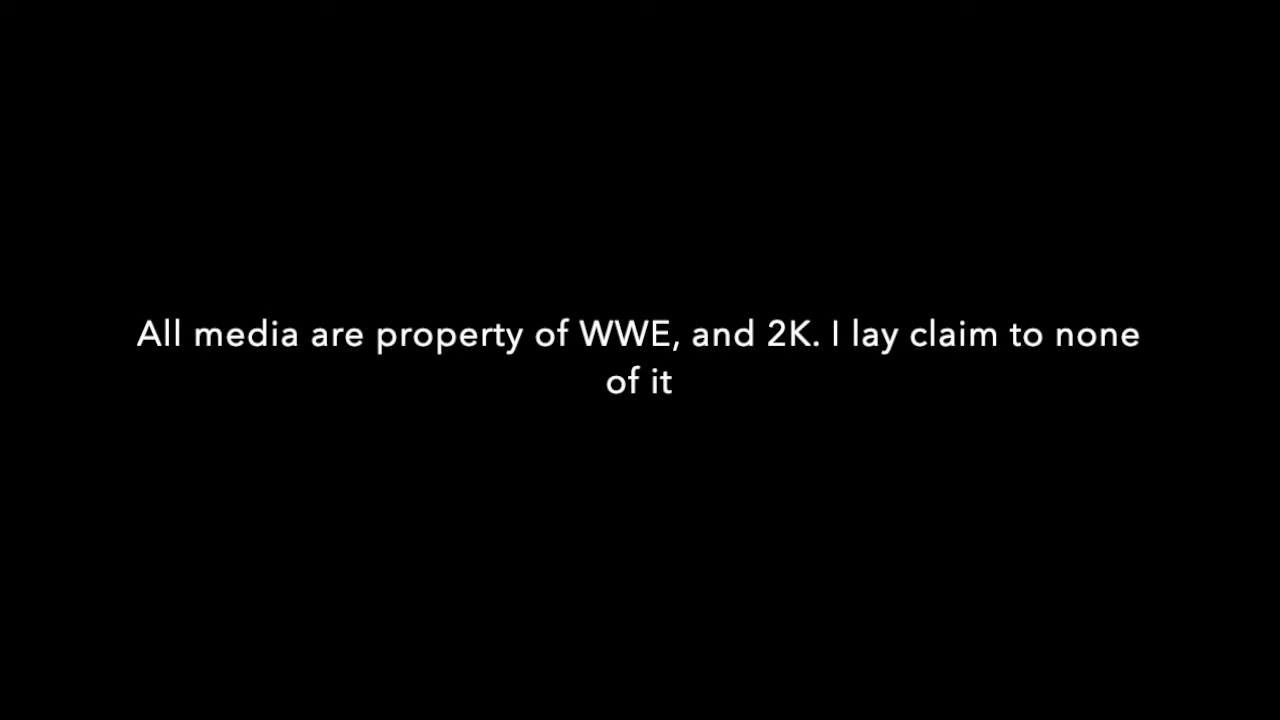 All media are property of WWE, and 2K. I lay claim to none
of it